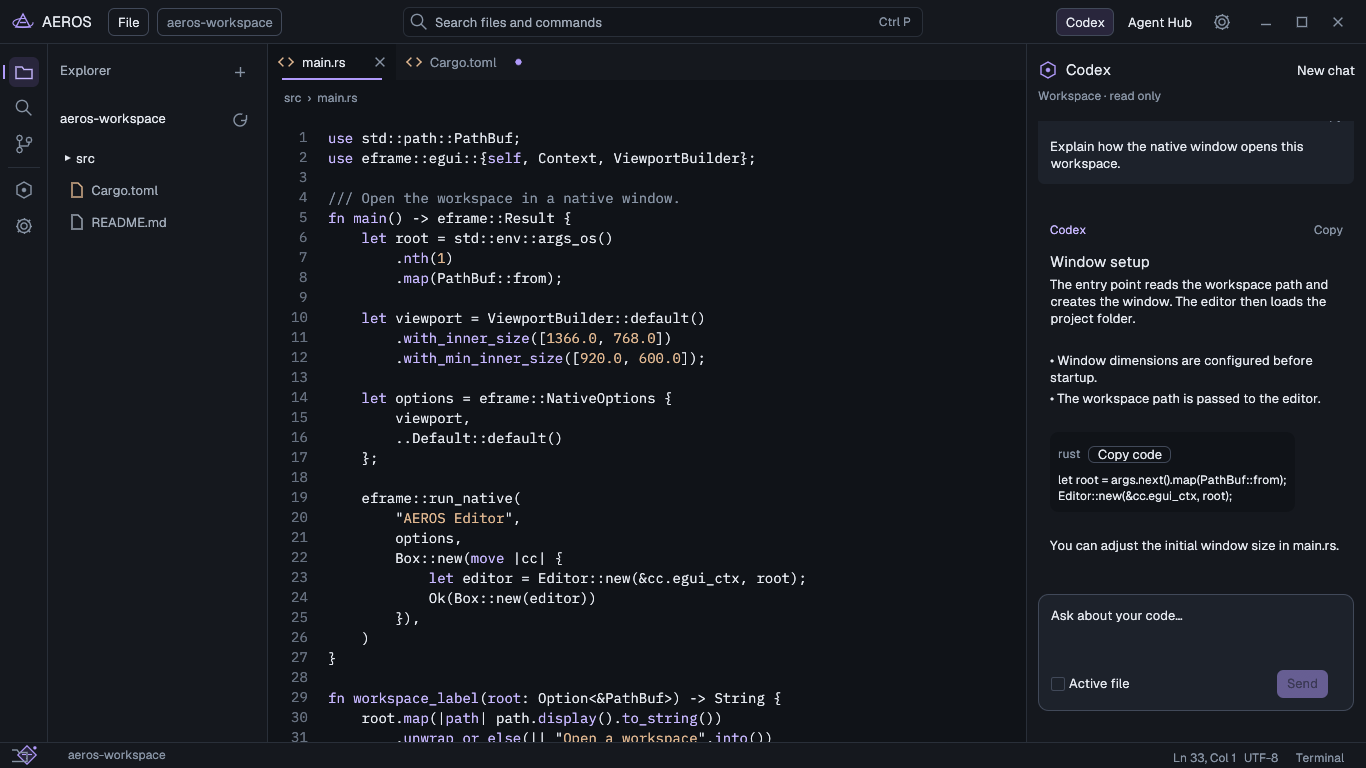 AEROS File aeros-workspace Search files and commands Ctrl P Codex Agent Hub
Explorer
aeros-workspace
src
Cargo.toml
README.md
main.rs Cargo.toml
src › main.rs
1 use std::path::PathBuf;
2 use eframe::egui::{self, Context, ViewportBuilder};
3
4 /// Open the workspace in a native window.
5 fn main() -> eframe::Result {
6     let root = std::env::args_os()
7         .nth(1)
8         .map(PathBuf::from);
9
10     let viewport = ViewportBuilder::default()
11         .with_inner_size([1366.0, 768.0])
12         .with_min_inner_size([920.0, 600.0]);
13
14     let options = eframe::NativeOptions {
15         viewport,
16         ..Default::default()
17     };
18
19     eframe::run_native(
20         "AEROS Editor",
21         options,
22         Box::new(move |cc| {
23             let editor = Editor::new(&cc.egui_ctx, root);
24             Ok(Box::new(editor))
25         }),
26     )
27 }
28
29 fn workspace_label(root: Option<&PathBuf>) -> String {
30     root.map(|path| path.display().to_string())
31         .unwrap_or_else(|| "Open a workspace".into())
Codex New chat
Workspace · read only
Explain how the native window opens this
workspace.
Codex Copy
Window setup
The entry point reads the workspace path and
creates the window. The editor then loads the
project folder.
• Window dimensions are configured before
startup.
• The workspace path is passed to the editor.
rust Copy code
let root = args.next().map(PathBuf::from);
Editor::new(&cc.egui_ctx, root);
You can adjust the initial window size in main.rs.
Ask about your code…
Active file Send
aeros-workspace Ln 33, Col 1 UTF-8 Terminal